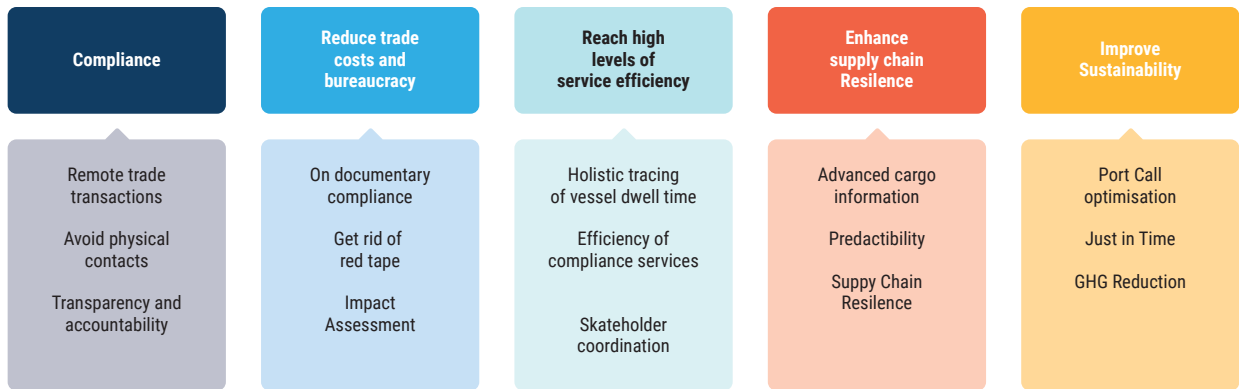 Compliance
Remote trade
transactions
Avoid physical
contacts
Transparency and
accountability
Reduce trade
costs and
bureaucracy
On documentary
compliance
Get rid of
red tape
Impact
Assessment
Reach high
levels of
service efficiency
Holistic tracing
of vessel dwell time
Efficiency of
compliance services
Skateholder
coordination
Enhance
supply chain
Resilence
Advanced cargo
information
Predactibility
Suppy Chain
Resilence
Improve
Sustainability
Port Call
optimisation
Just in Time
GHG Reduction